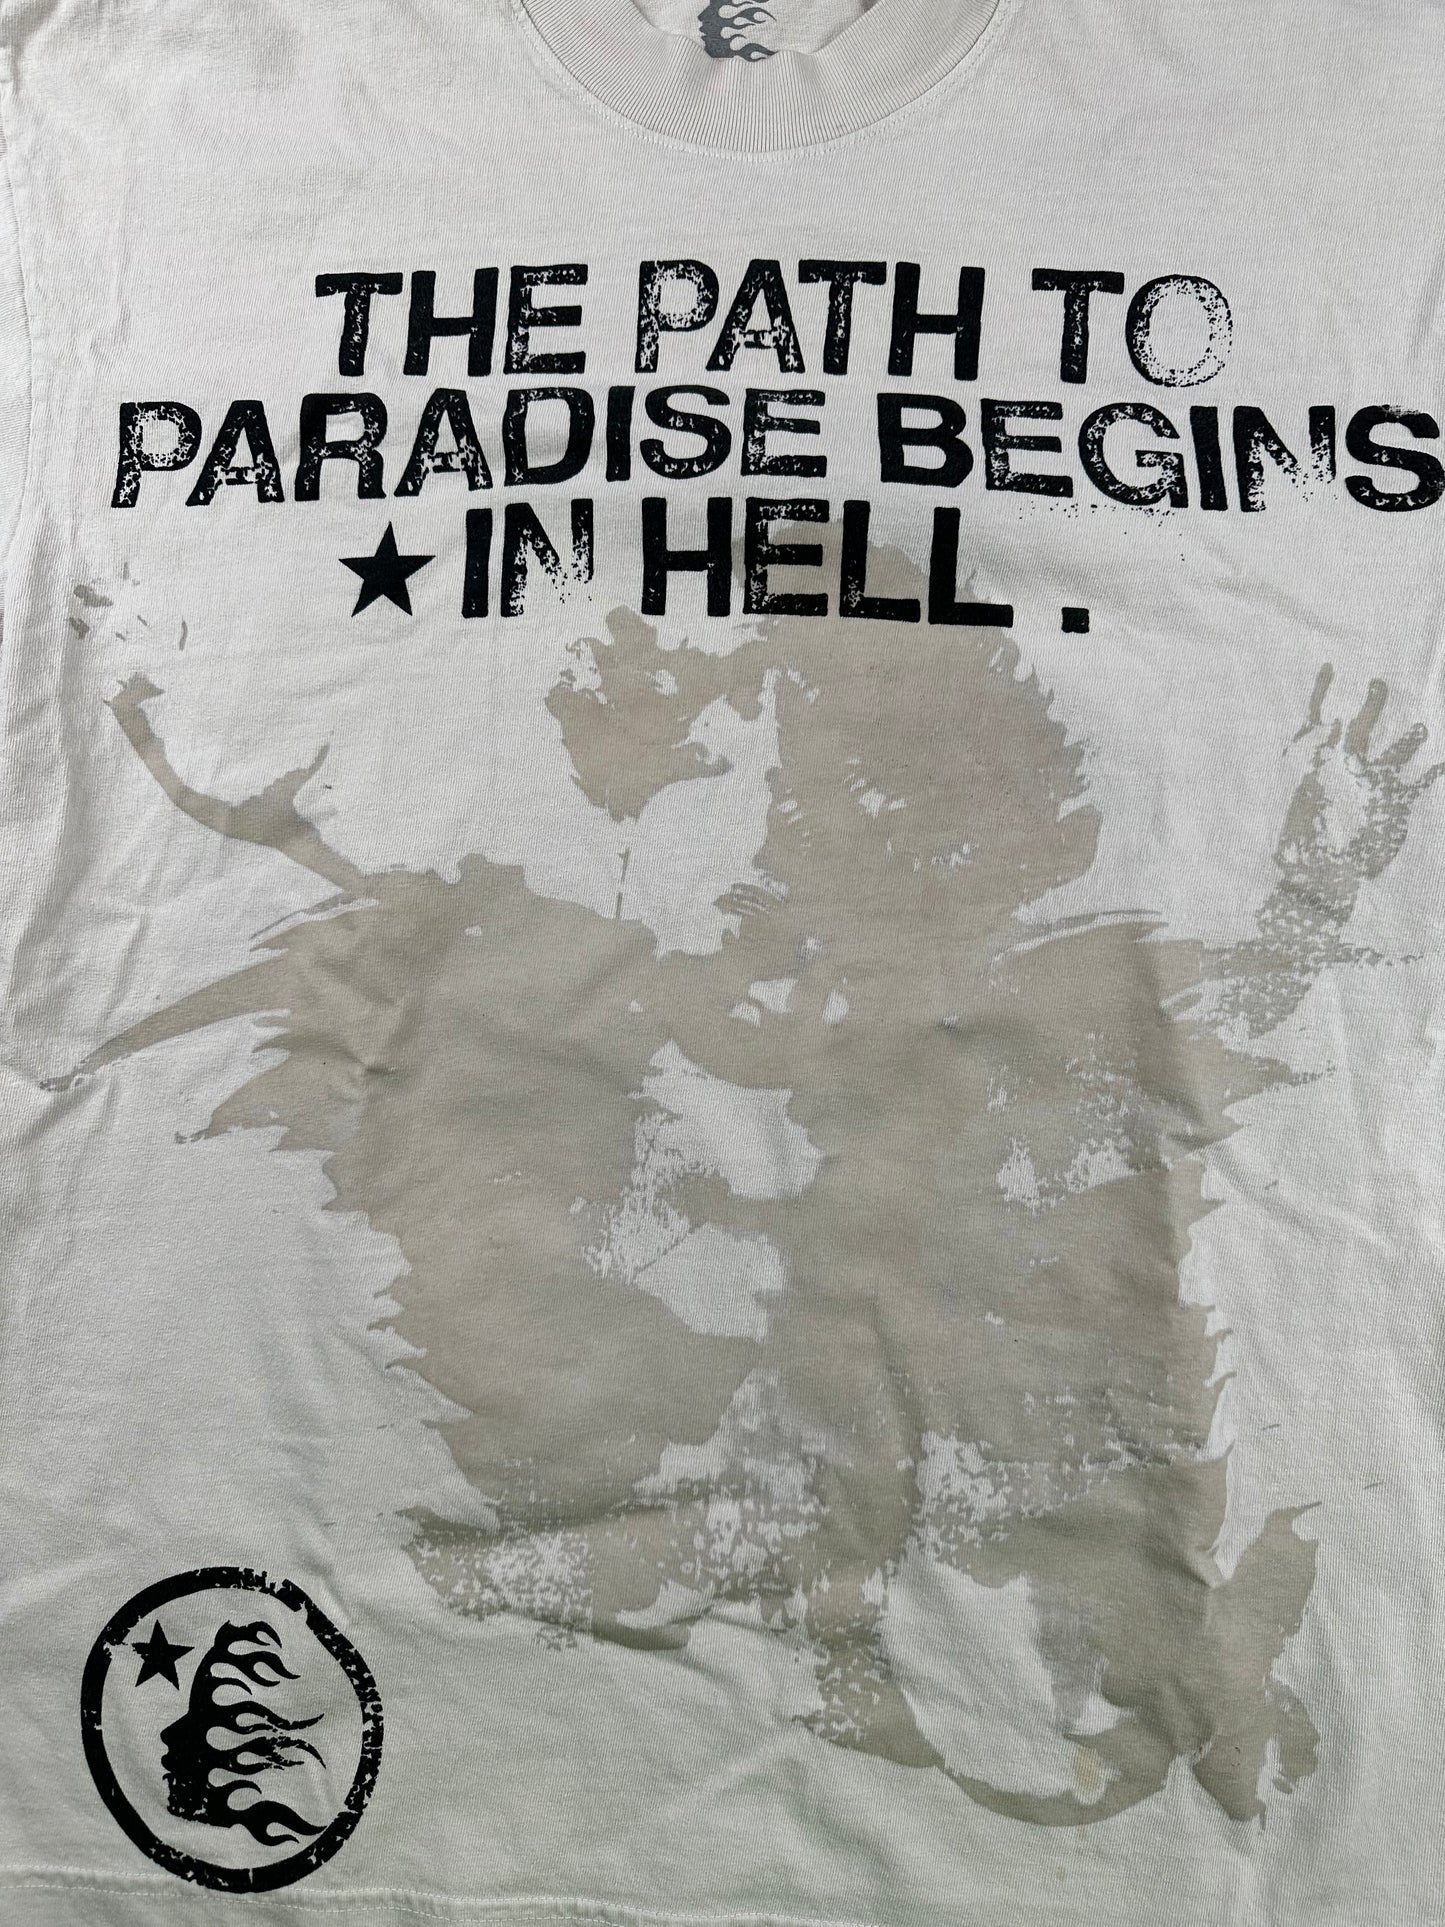 THE PATH TO
PARADISE BEGINS
★IN HELL.